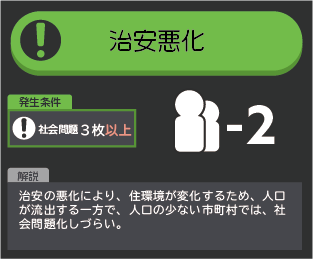 治安悪化
発生条件
社会問題3枚以上
-2
解説
治安の悪化により、住環境が変化するため、人口
が流出する一方で、人口の少ない市町村では、社
会問題化しづらい。